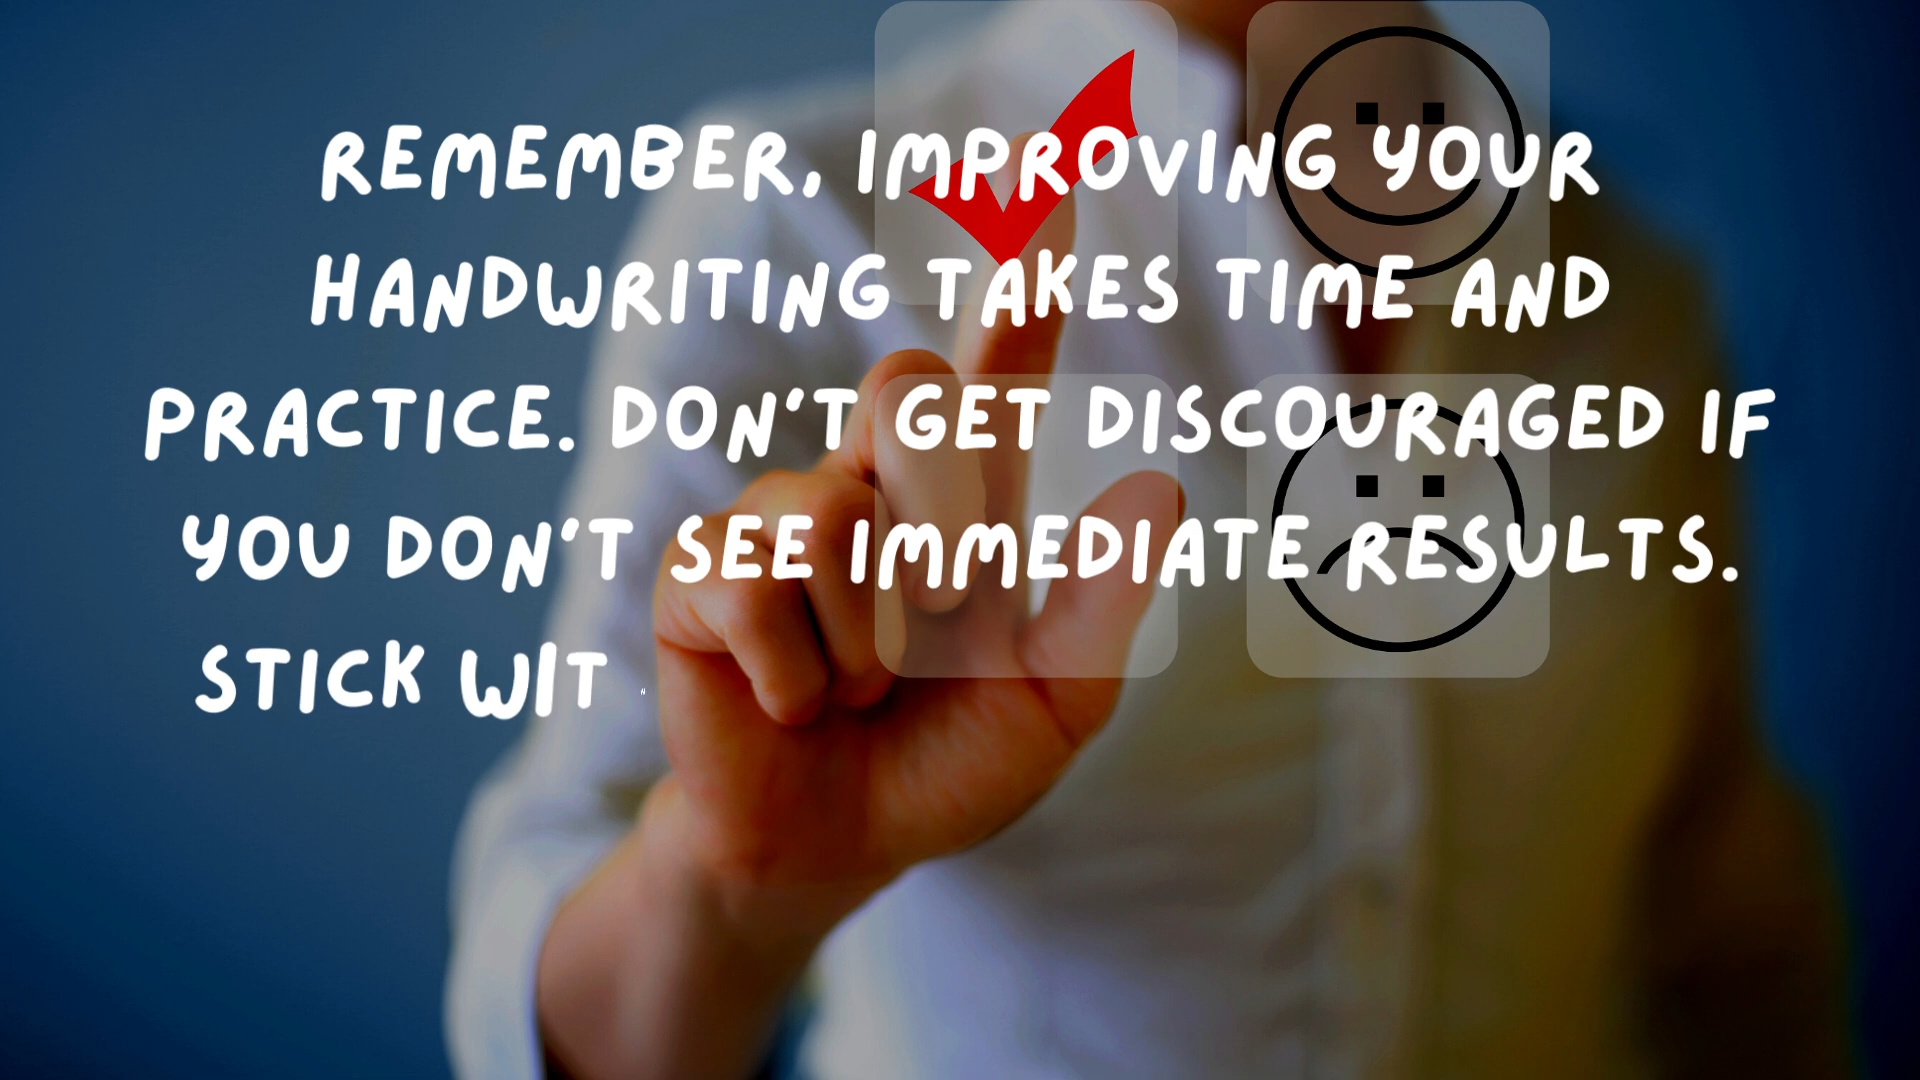 REMEMBER, IMPROVING YOUR
HANDWRITING TAKES TIME AND
PRACTICE. DON'T GET DISCOURAGED IF
YOU DON'T SEE IMMEDIATE RESULTS.
STICK WIT